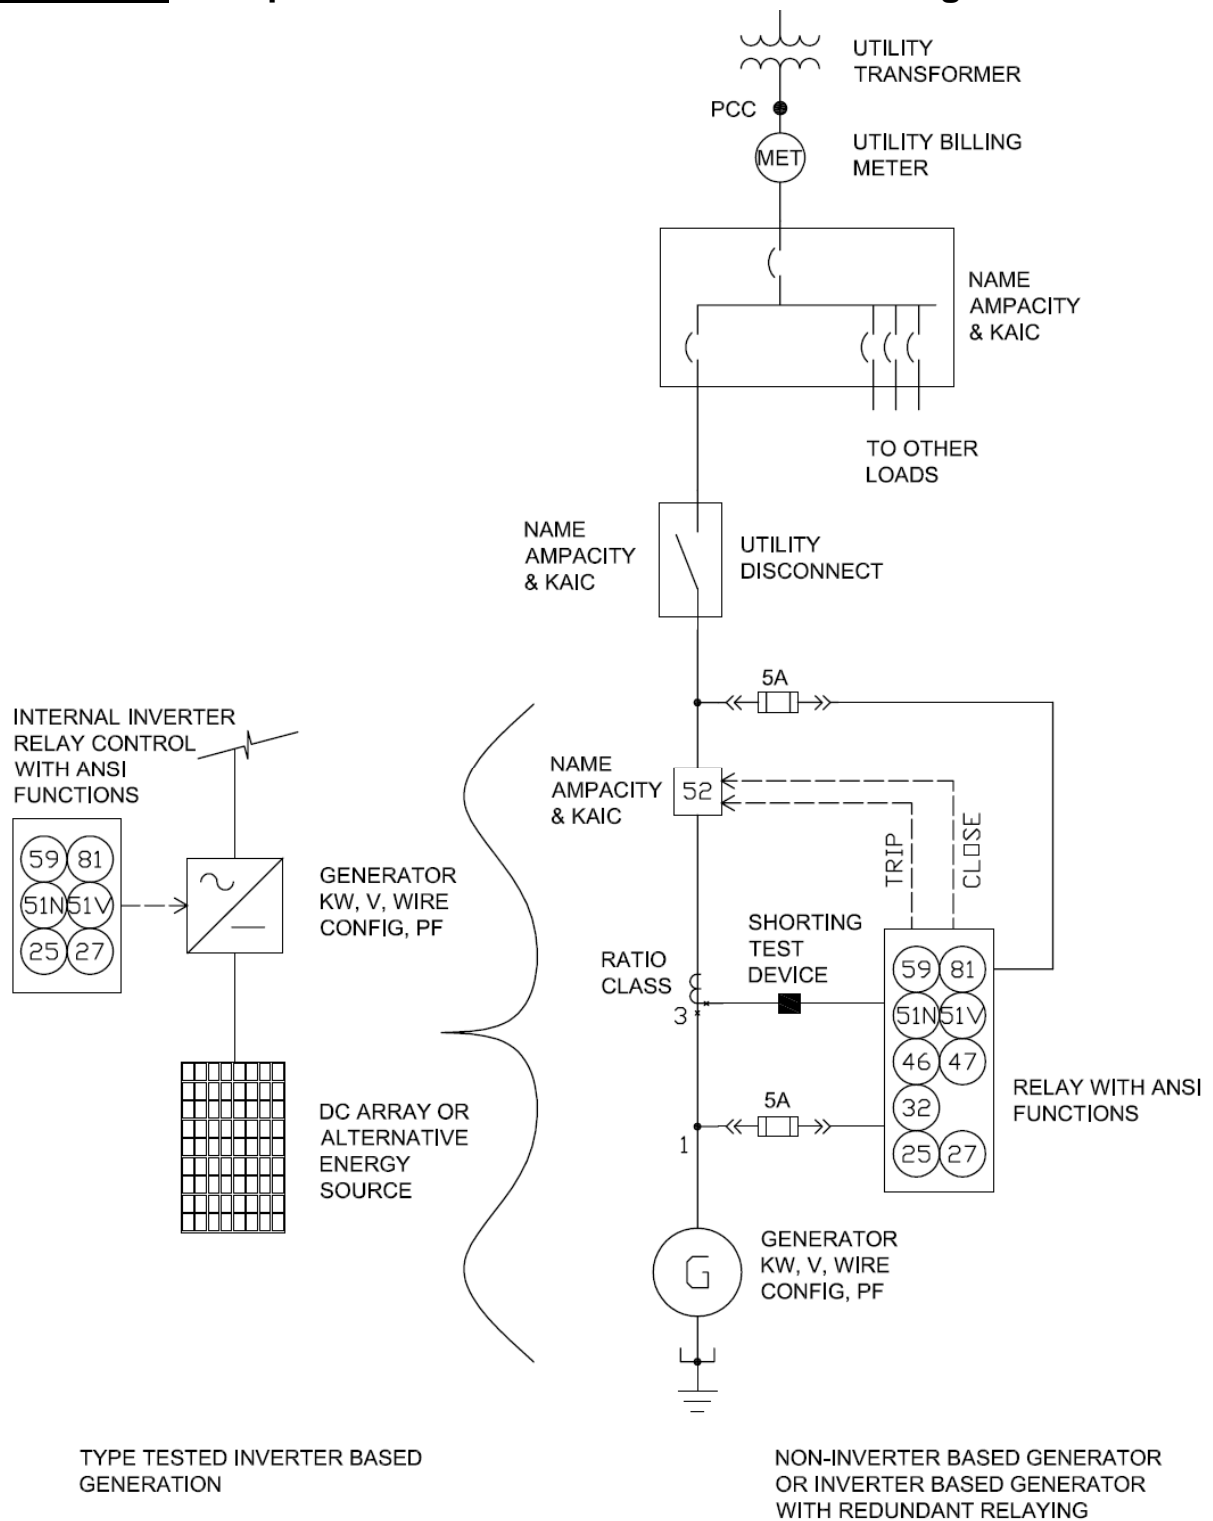 UTILITY
TRANSFORMER
PCC
MET
UTILITY BILLING
METER
NAME
AMPACITY
& KAIC
TO OTHER
LOADS
NAME
AMPACITY
& KAIC
UTILITY
DISCONNECT
5A
INTERNAL INVERTER
RELAY CONTROL
WITH ANSI
FUNCTIONS
59 81
51N 51V
25 27
GENERATOR
KW, V, WIRE
CONFIG, PF
DC ARRAY OR
ALTERNATIVE
ENERGY
SOURCE
NAME
AMPACITY
& KAIC
52
TRIP
CLOSE
SHORTING
TEST
DEVICE
RATIO
CLASS
3
59 81
51N 51V
46 47
32
25 27
RELAY WITH ANSI
FUNCTIONS
5A
1
G
GENERATOR
KW, V, WIRE
CONFIG, PF
TYPE TESTED INVERTER BASED
GENERATION
NON-INVERTER BASED GENERATOR
OR INVERTER BASED GENERATOR
WITH REDUNDANT RELAYING